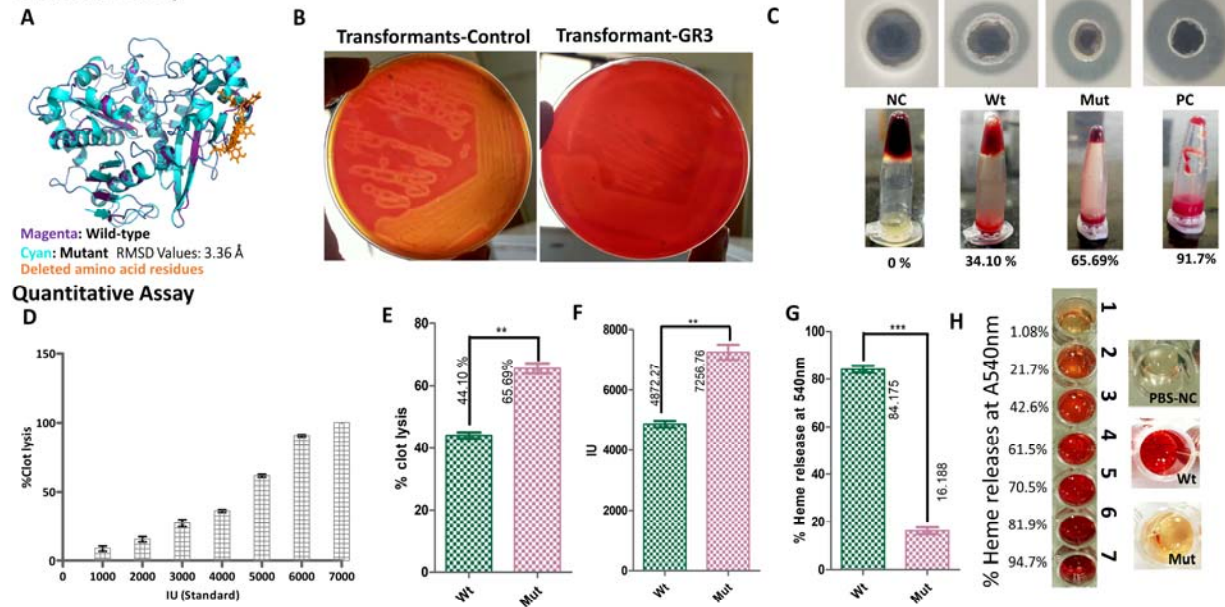 A
Magenta: Wild-type
Cyan: Mutant RMSD Values: 3.36 Å
Deleted amino acid residues
B
Transformants-Control
Transformant-GR3
C
NC
Wt
Mut
PC
0 %
34.10 %
65.69%
91.7%
Quantitative Assay
D
%Clot lysis
150
100
50
0
0
1000
2000
3000
4000
5000
6000
7000
IU (Standard)
E
% clot lysis
80
60
40
20
0
**
44.10 %
65.69%
Wt
Mut
F
IU
8000
6000
4000
2000
0
**
4872.27
7256.76
Wt
Mut
G
% Heme relsease at 540nm
100
80
60
40
20
0
***
84.175
16.188
Wt
Mut
H
% Heme releases at A540nm
1.08%
21.7%
42.6%
61.5%
70.5%
81.9%
94.7%
1
2
3
4
5
6
7
PBS-NC
Wt
Mut